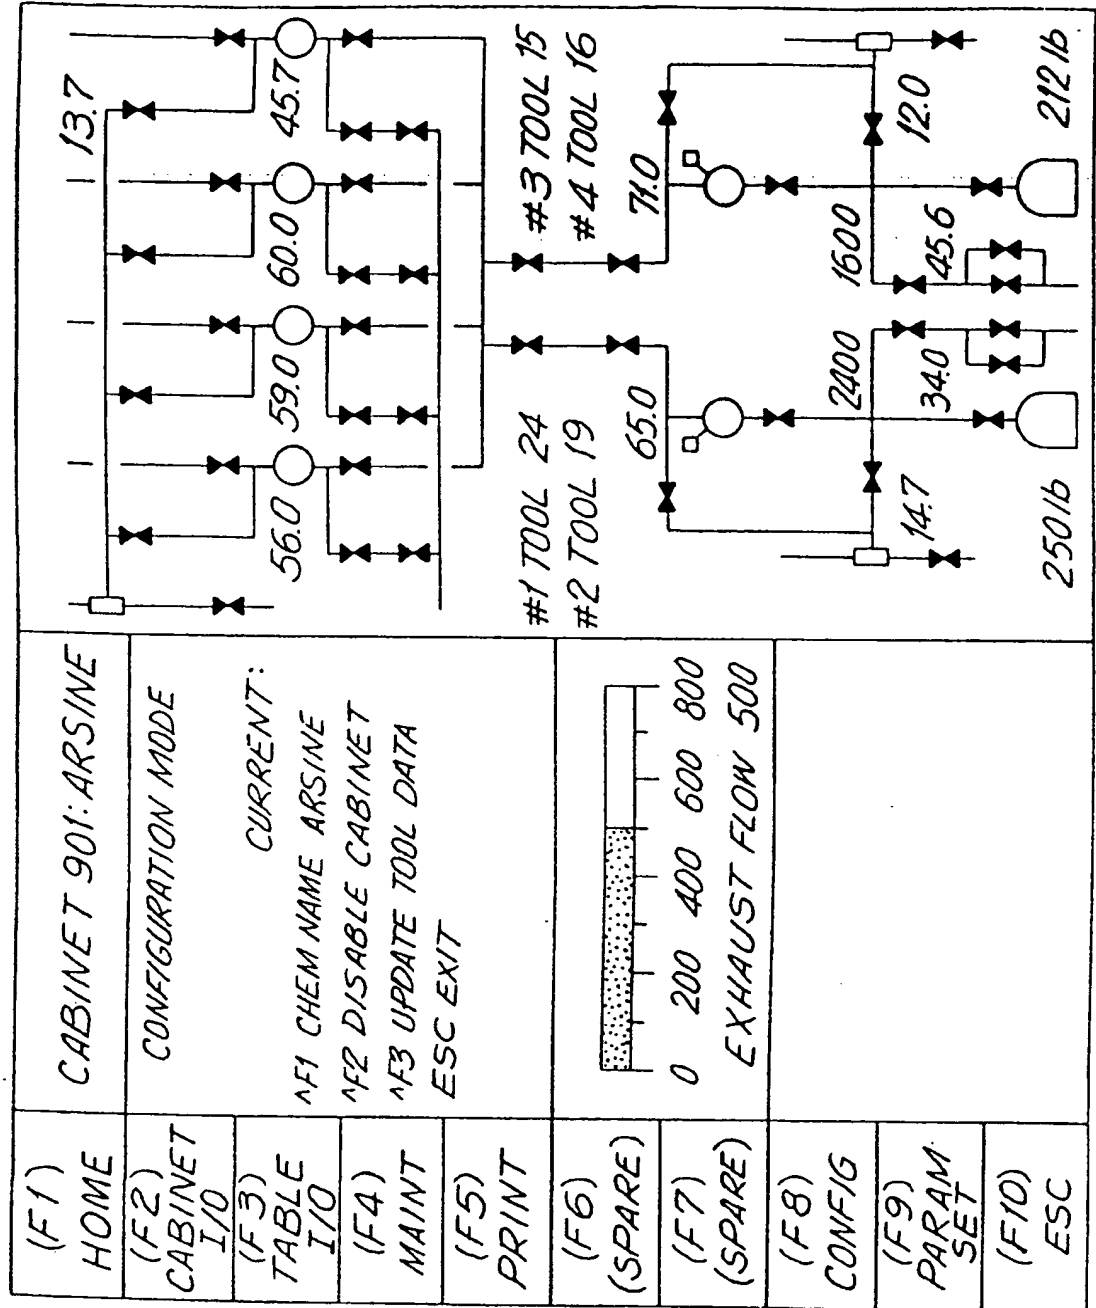 (F1)
HOME
(F2)
CABINET
I/O
(F3)
TABLE
I/O
(F4)
MAINT
(F5)
PRINT
(F6)
(SPARE)
(F7)
(SPARE)
(F8)
CONFIG
(F9)
PARAM
SET
(F10)
ESC
CABINET 901: ARSINE
CONFIGURATION MODE
CURRENT:
^F1 CHEM NAME ARSINE
^F2 DISABLE CABINET
^F3 UPDATE TOOL DATA
ESC EXIT
0 200 400 600 800
EXHAUST FLOW 500
13.7
56.0 59.0 60.0 45.7
#1 TOOL 24 #3 TOOL 15
#2 TOOL 19 #4 TOOL 16
65.0 71.0
2400 1600
14.7 34.0 45.6 12.0
250 lb 212 lb